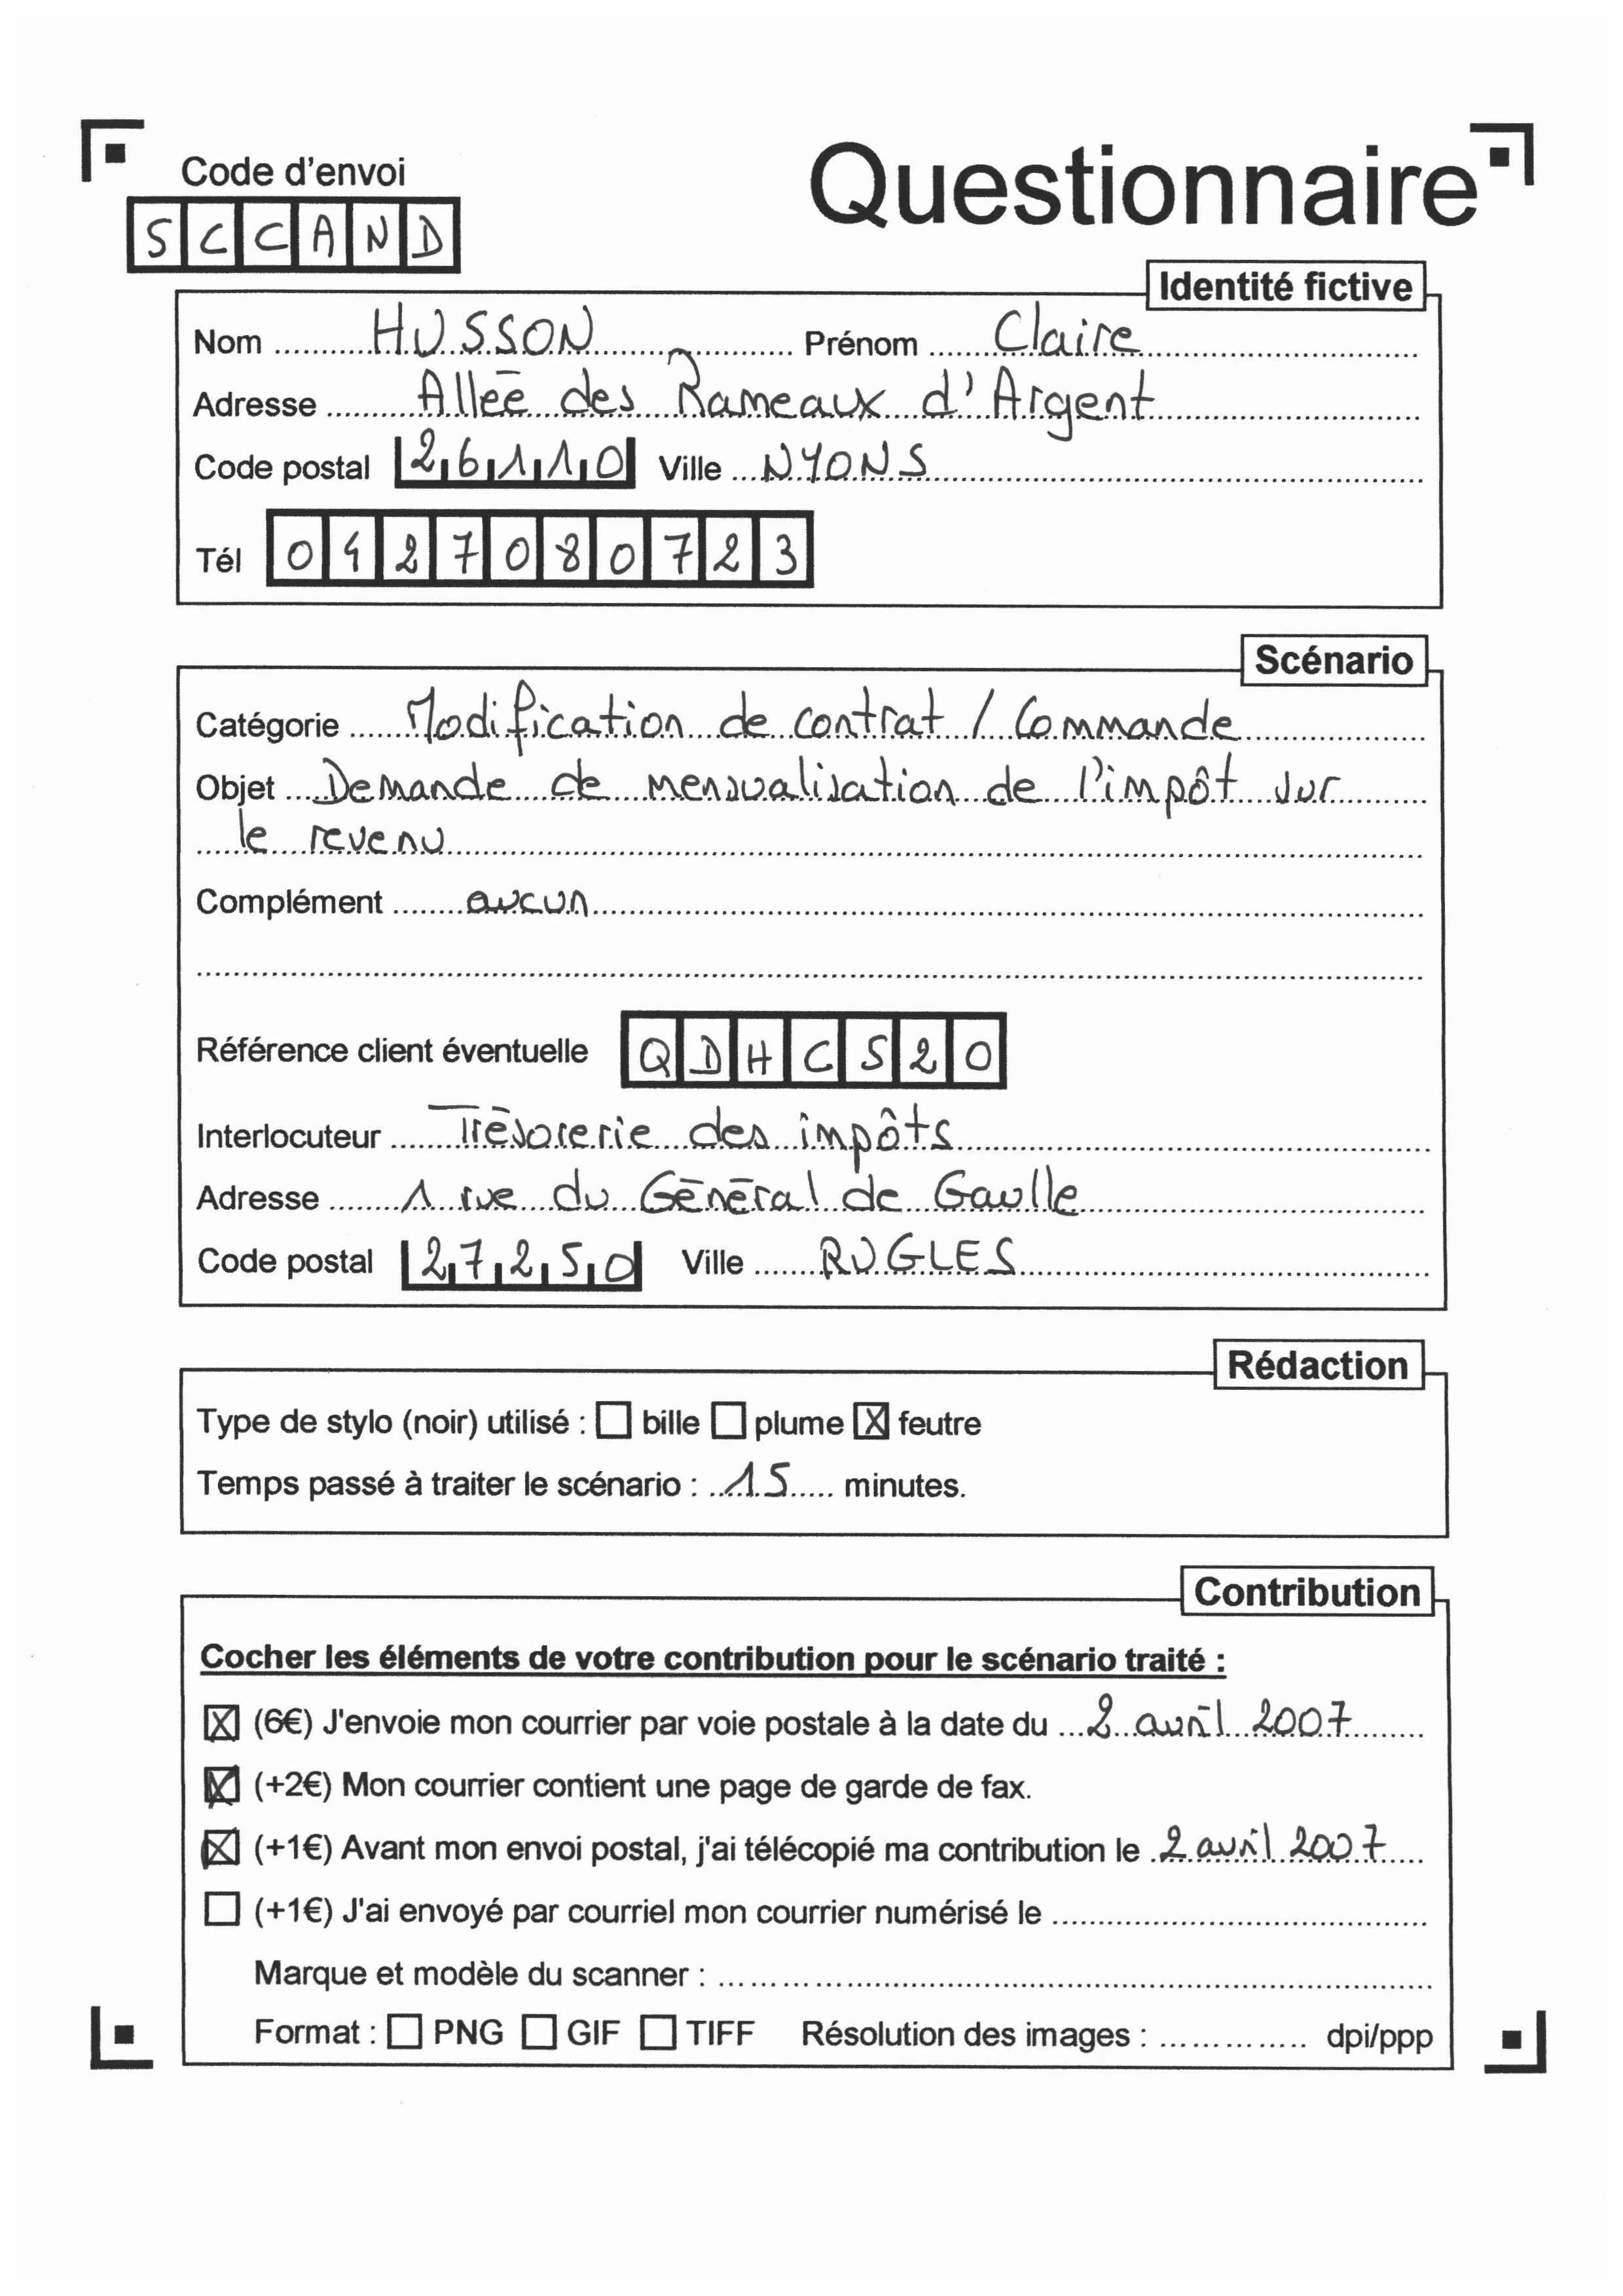 Code d'envoi
Questionnaire
SCCAND
Identité fictive
Nom HUSSON Prénom Claire
Adresse Allée des Rameaux d'Argent
Code postal 26110 Ville NYONS
Tél 0427080723
Scénario
Catégorie Modification de contrat / Commande
Objet Demande de mensualisation de l'impôt sur
le revenu
Complément aucun
Référence client éventuelle QDHCS20
Interlocuteur Trésorerie des impôts
Adresse 1 rue du Général de Gaulle
Code postal 27250 Ville RUGLES
Rédaction
Type de stylo (noir) utilisé : ☐ bille ☐ plume ☒ feutre
Temps passé à traiter le scénario : 15 minutes.
Contribution
Cocher les éléments de votre contribution pour le scénario traité :
☒ (6€) J'envoie mon courrier par voie postale à la date du 2 avril 2007
☒ (+2€) Mon courrier contient une page de garde de fax.
☒ (+1€) Avant mon envoi postal, j'ai télécopié ma contribution le 2 avril 2007
☐ (+1€) J'ai envoyé par courriel mon courrier numérisé le
Marque et modèle du scanner :
Format : ☐ PNG ☐ GIF ☐ TIFF Résolution des images : dpi/ppp